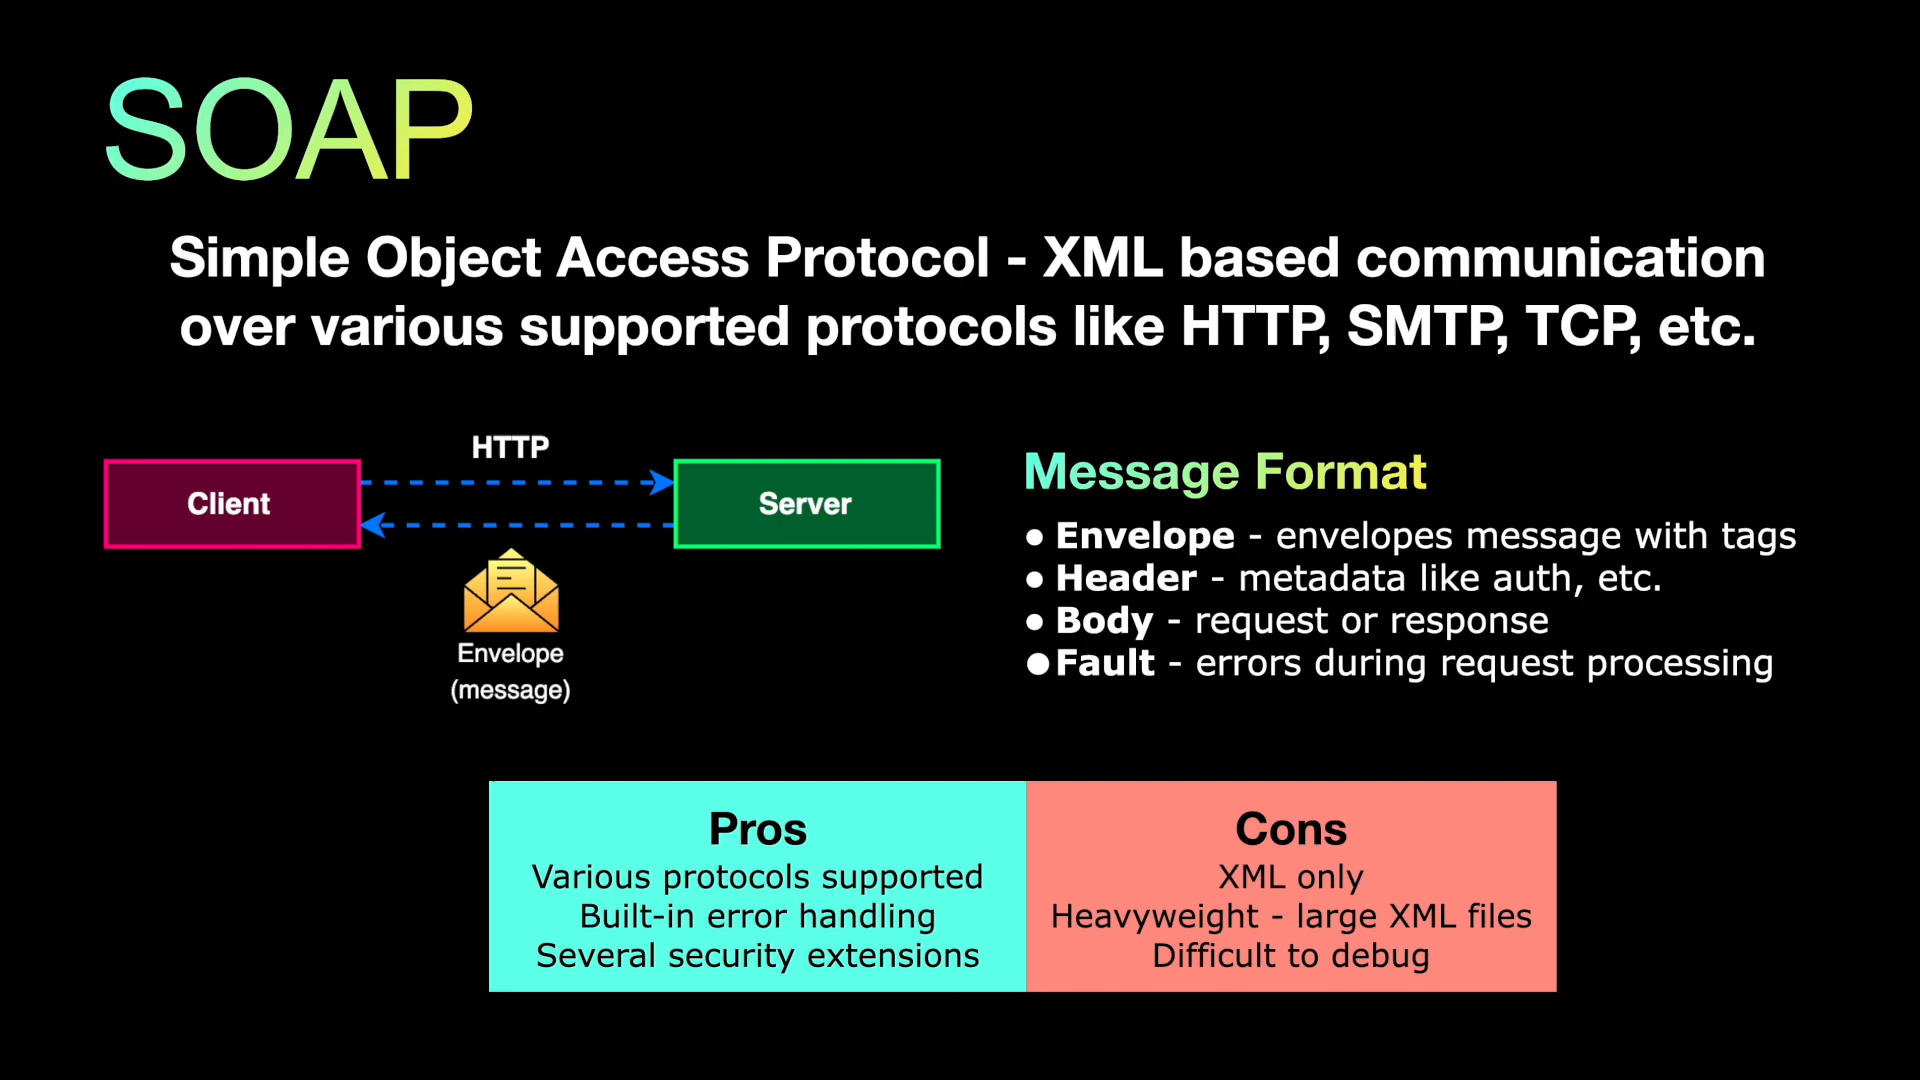 SOAP
Simple Object Access Protocol - XML based communication
over various supported protocols like HTTP, SMTP, TCP, etc.
HTTP
Client
Server
Envelope
(message)
Message Format
● Envelope - envelopes message with tags
● Header - metadata like auth, etc.
● Body - request or response
● Fault - errors during request processing
Pros
Various protocols supported
Built-in error handling
Several security extensions
Cons
XML only
Heavyweight - large XML files
Difficult to debug